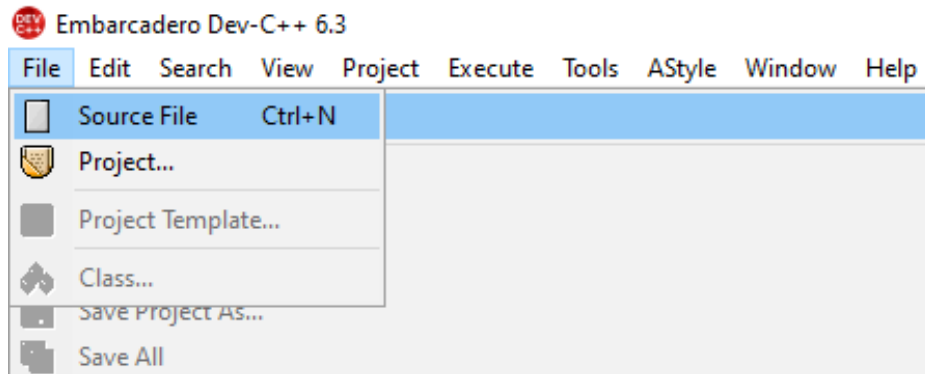 DEV C++ Embarcadero Dev-C++ 6.3
File Edit Search View Project Execute Tools AStyle Window Help
Source File Ctrl+N
Project...
Project Template...
Class...
Save Project As...
Save All